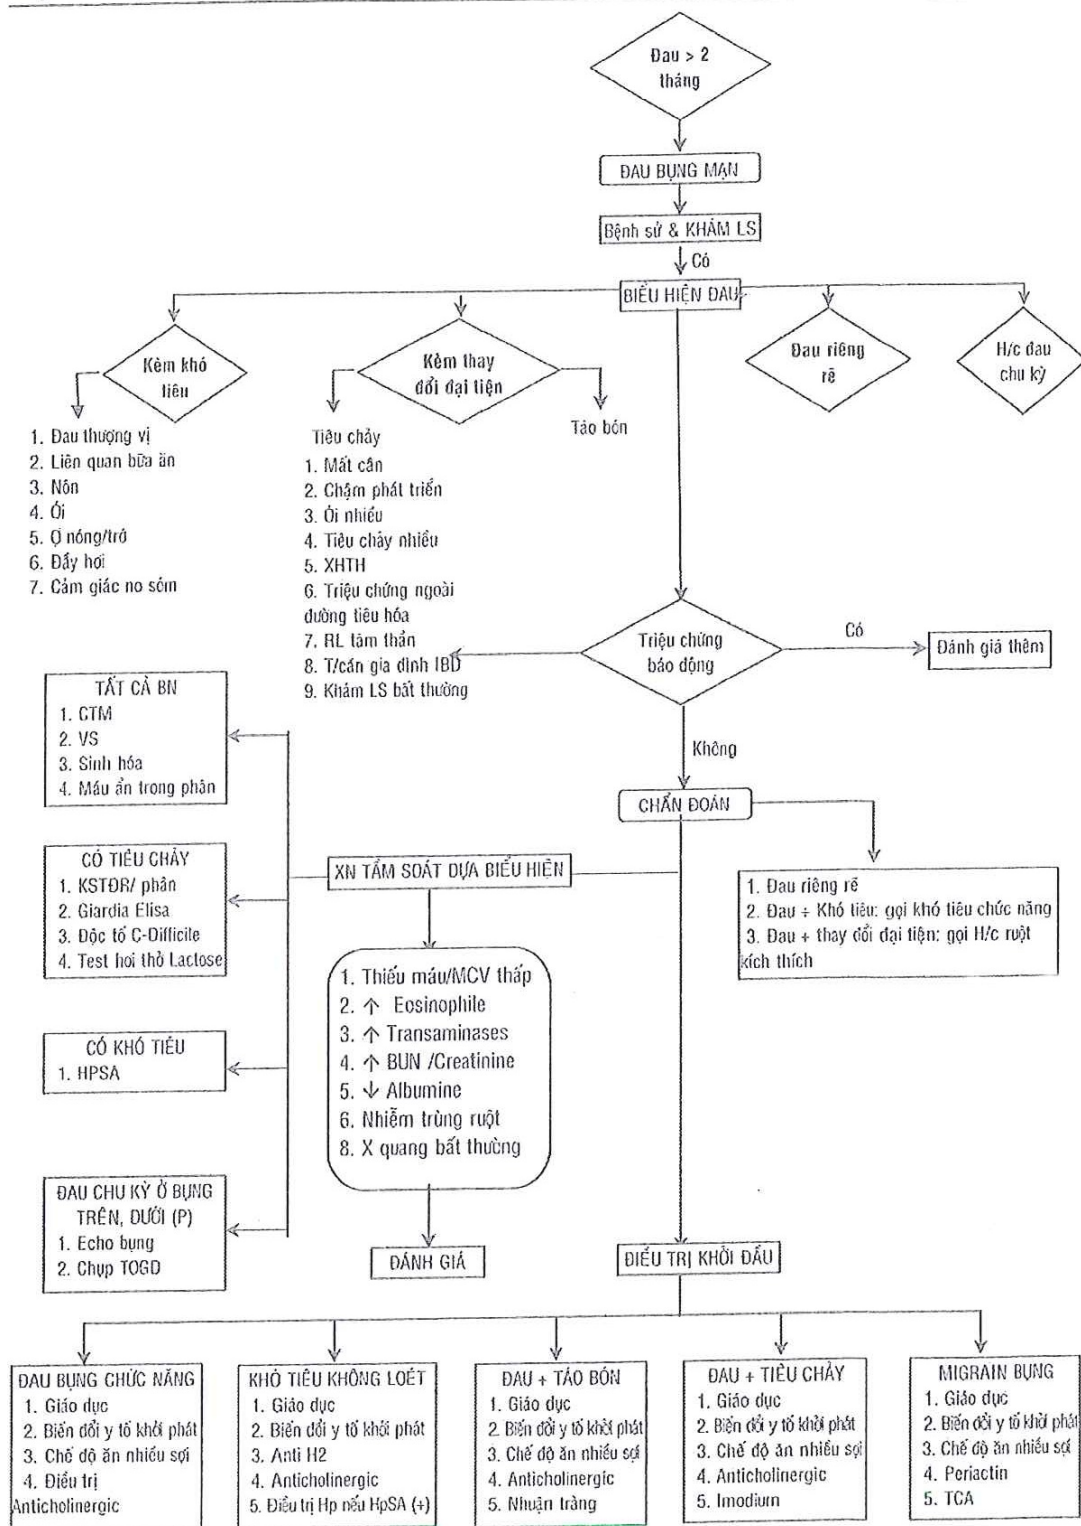 Đau > 2
tháng
ĐAU BỤNG MẠN
Bệnh sử & KHÁM LS
Có
BIỂU HIỆN ĐAU
Kèm khó
tiêu
Kèm thay
đổi đại tiện
Đau riêng
rẽ
H/c đau
chu kỳ
1. Đau thượng vị
2. Liên quan bữa ăn
3. Nôn
4. Ói
5. Ợ nóng/trớ
6. Đầy hơi
7. Cảm giác no sớm
Tiêu chảy
1. Mất cân
2. Chậm phát triển
3. Ói nhiều
4. Tiêu chảy nhiều
5. XHTH
6. Triệu chứng ngoài
đường tiêu hóa
7. RL tâm thần
8. T/căn gia đình IBD
9. Khám LS bất thường
Táo bón
Triệu chứng
báo động
Có
Đánh giá thêm
Không
CHẨN ĐOÁN
1. Đau riêng rẽ
2. Đau + Khó tiêu: gọi khó tiêu chức năng
3. Đau + thay đổi đại tiện: gọi H/c ruột
kích thích
TẤT CẢ BN
1. CTM
2. VS
3. Sinh hóa
4. Máu ẩn trong phân
CÓ TIÊU CHẢY
1. KSTĐR/ phân
2. Giardia Elisa
3. Độc tố C-Difficile
4. Test hơi thở Lactose
CÓ KHÓ TIÊU
1. HPSA
ĐAU CHU KỲ Ở BỤNG
TRÊN, DƯỚI (P)
1. Echo bụng
2. Chụp TOGD
XN TẦM SOÁT DỰA BIỂU HIỆN
1. Thiếu máu/MCV thấp
2. ↑ Eosinophile
3. ↑ Transaminases
4. ↑ BUN /Creatinine
5. ↓ Albumine
6. Nhiễm trùng ruột
8. X quang bất thường
ĐÁNH GIÁ
ĐIỀU TRỊ KHỞI ĐẦU
ĐAU BỤNG CHỨC NĂNG
1. Giáo dục
2. Biến đổi y tố khởi phát
3. Chế độ ăn nhiều sợi
4. Điều trị
Anticholinergic
KHÓ TIÊU KHÔNG LOÉT
1. Giáo dục
2. Biến đổi y tố khởi phát
3. Anti H2
4. Anticholinergic
5. Điều trị Hp nếu HpSA (+)
ĐAU + TÁO BÓN
1. Giáo dục
2. Biến đổi y tố khởi phát
3. Chế độ ăn nhiều sợi
4. Anticholinergic
5. Nhuận tràng
ĐAU + TIÊU CHẢY
1. Giáo dục
2. Biến đổi y tố khởi phát
3. Chế độ ăn nhiều sợi
4. Anticholinergic
5. Imodium
MIGRAIN BỤNG
1. Giáo dục
2. Biến đổi y tố khởi phát
3. Chế độ ăn nhiều sợi
4. Periactin
5. TCA